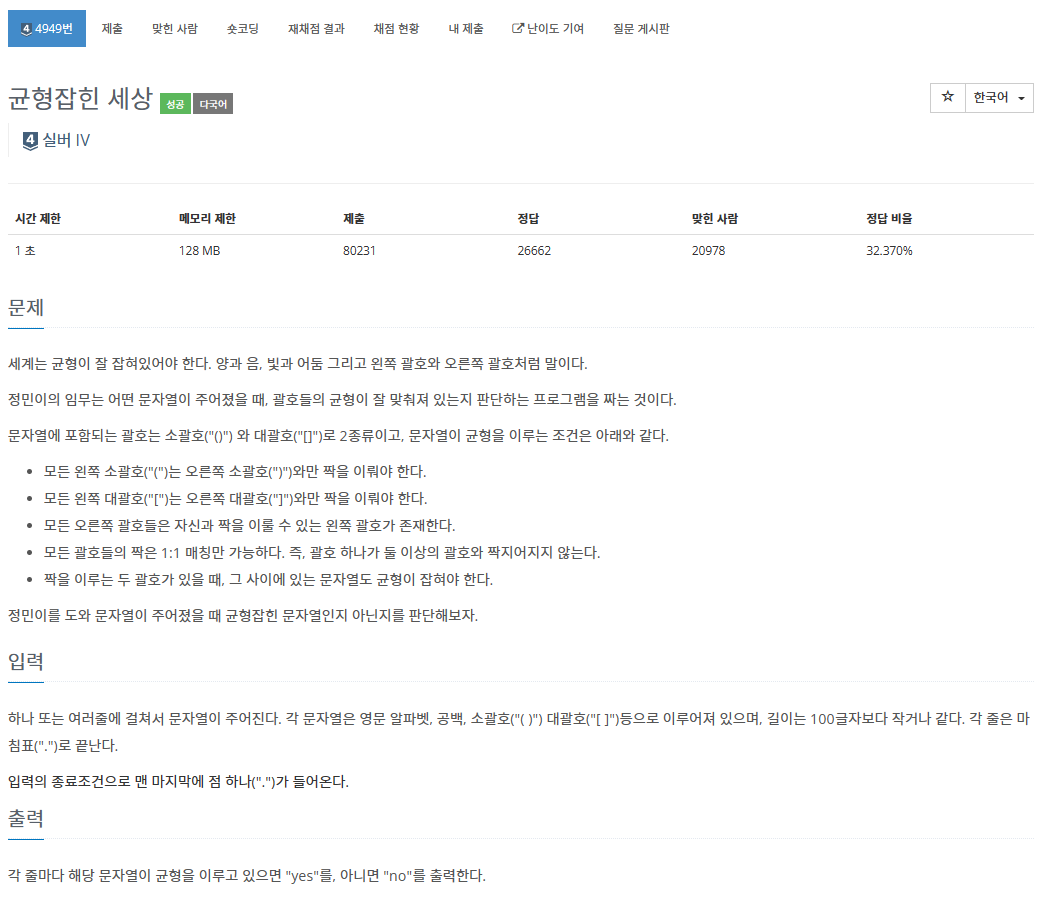 4 4949번 제출 맞힌 사람 숏코딩 재채점 결과 채점 현황 내 제출 난이도 기여 질문 게시판
균형잡힌 세상 성공 다국어 ☆ 한국어
4 실버 IV
시간 제한 메모리 제한 제출 정답 맞힌 사람 정답 비율
1 초 128 MB 80231 26662 20978 32.370%
문제
세계는 균형이 잘 잡혀있어야 한다. 양과 음, 빛과 어둠 그리고 왼쪽 괄호와 오른쪽 괄호처럼 말이다.
정민이의 임무는 어떤 문자열이 주어졌을 때, 괄호들의 균형이 잘 맞춰져 있는지 판단하는 프로그램을 짜는 것이다.
문자열에 포함되는 괄호는 소괄호("()") 와 대괄호("[]")로 2종류이고, 문자열이 균형을 이루는 조건은 아래와 같다.
• 모든 왼쪽 소괄호("(")는 오른쪽 소괄호(")")와만 짝을 이뤄야 한다.
• 모든 왼쪽 대괄호("[")는 오른쪽 대괄호("]")와만 짝을 이뤄야 한다.
• 모든 오른쪽 괄호들은 자신과 짝을 이룰 수 있는 왼쪽 괄호가 존재한다.
• 모든 괄호들의 짝은 1:1 매칭만 가능하다. 즉, 괄호 하나가 둘 이상의 괄호와 짝지어지지 않는다.
• 짝을 이루는 두 괄호가 있을 때, 그 사이에 있는 문자열도 균형이 잡혀야 한다.
정민이를 도와 문자열이 주어졌을 때 균형잡힌 문자열인지 아닌지를 판단해보자.
입력
하나 또는 여러줄에 걸쳐서 문자열이 주어진다. 각 문자열은 영문 알파벳, 공백, 소괄호("( )") 대괄호("[ ]")등으로 이루어져 있으며, 길이는 100글자보다 작거나 같다. 각 줄은 마
침표(".")로 끝난다.
입력의 종료조건으로 맨 마지막에 점 하나(".")가 들어온다.
출력
각 줄마다 해당 문자열이 균형을 이루고 있으면 "yes"를, 아니면 "no"를 출력한다.